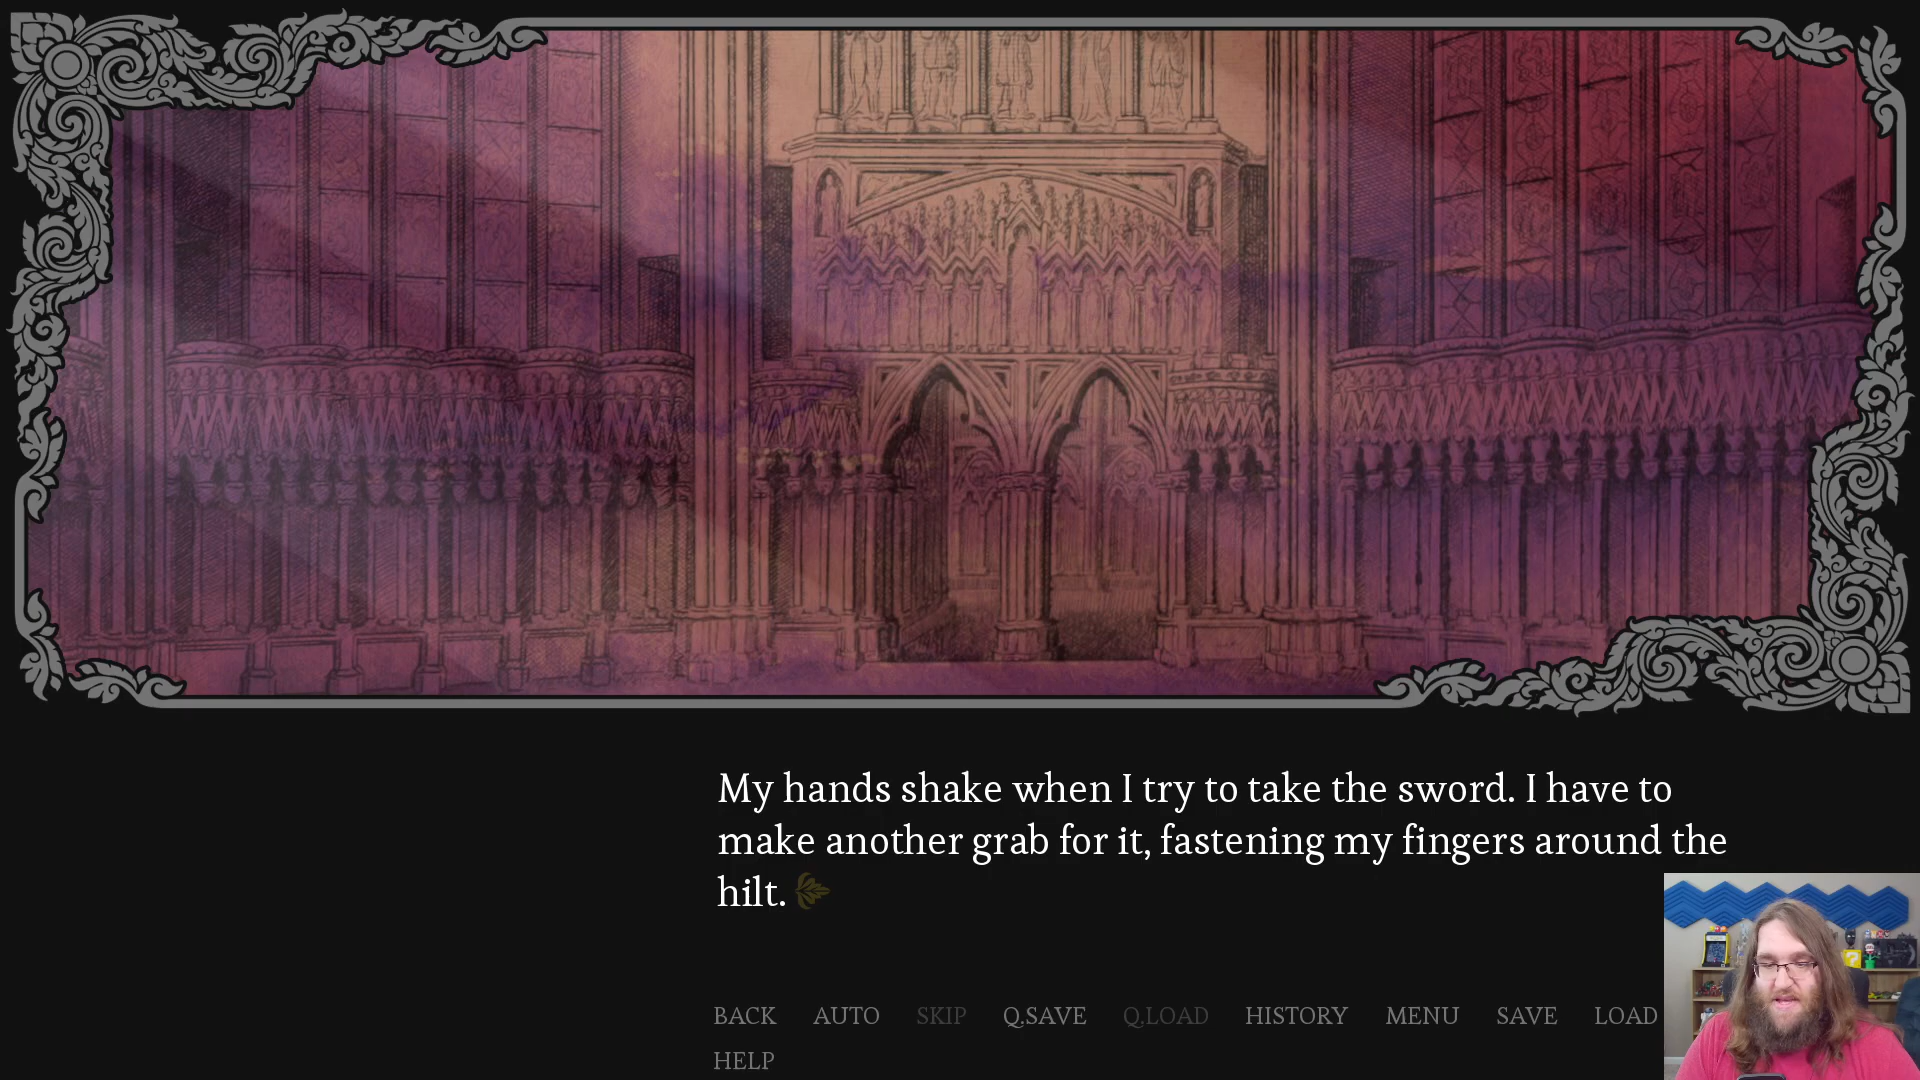 My hands shake when I try to take the sword. I have to
make another grab for it, fastening my fingers around the
hilt.
BACK AUTO SKIP Q.SAVE Q.LOAD HISTORY MENU SAVE LOAD
HELP